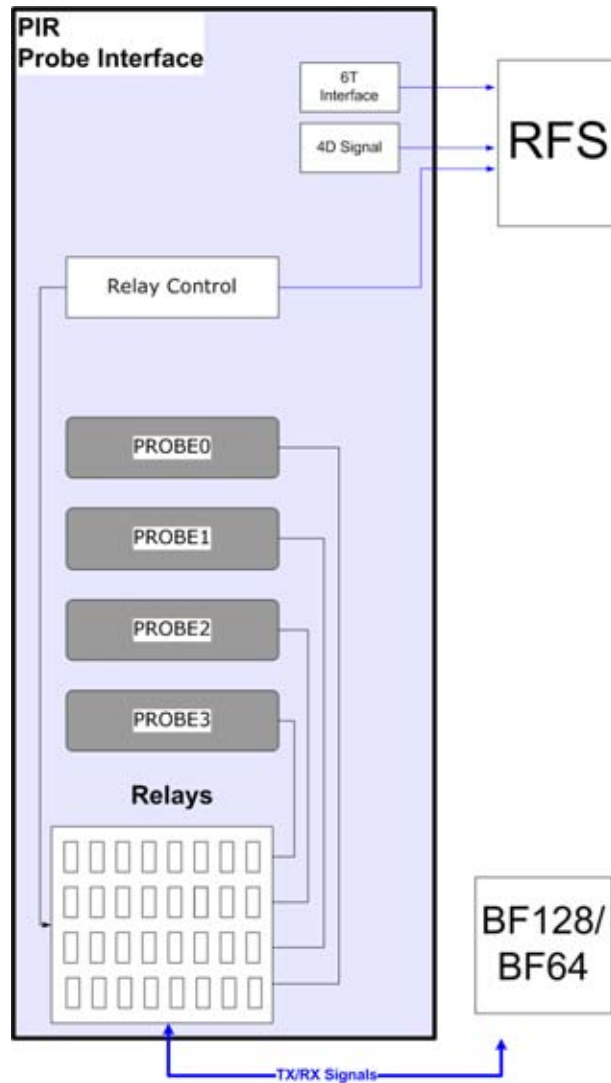 PIR
Probe Interface
6T
Interface
4D Signal
RFS
Relay Control
PROBE0
PROBE1
PROBE2
PROBE3
Relays
BF128/
BF64
TX/RX Signals